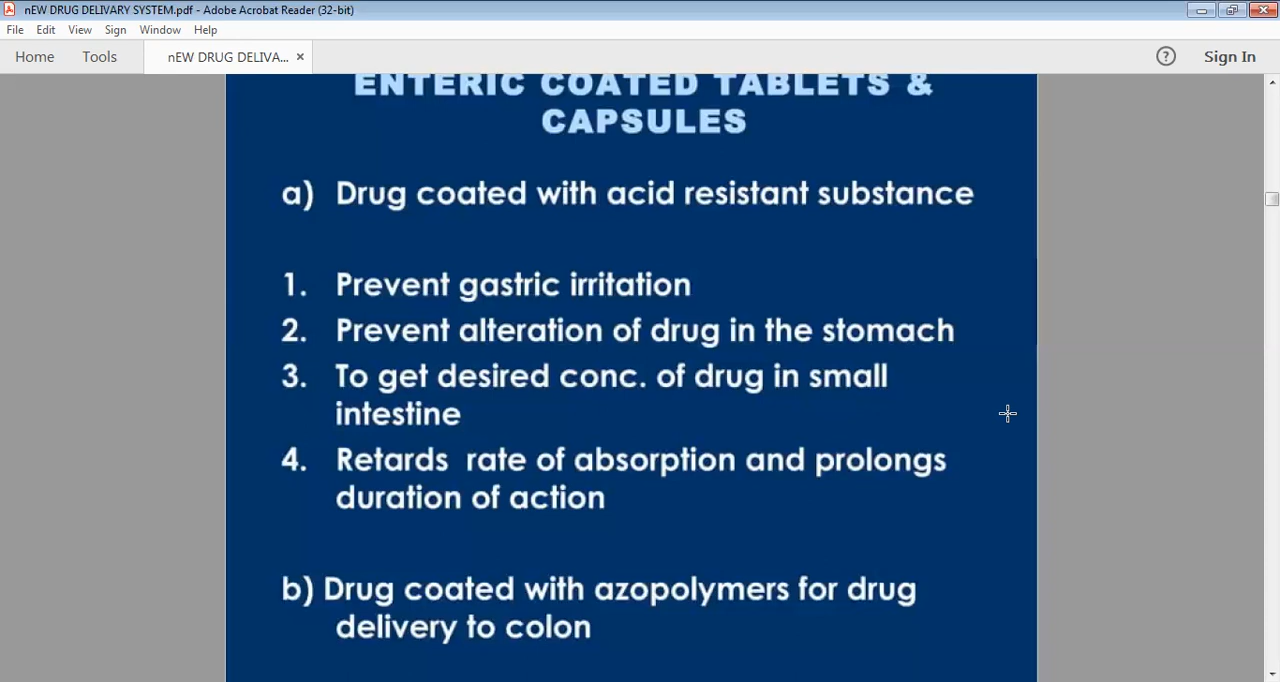 nEW DRUG DELIVARY SYSTEM.pdf - Adobe Acrobat Reader (32-bit)
File Edit View Sign Window Help
Home Tools nEW DRUG DELIVA... × ? Sign In
ENTERIC COATED TABLETS &
CAPSULES
a) Drug coated with acid resistant substance
1. Prevent gastric irritation
2. Prevent alteration of drug in the stomach
3. To get desired conc. of drug in small
intestine
4. Retards rate of absorption and prolongs
duration of action
b) Drug coated with azopolymers for drug
delivery to colon